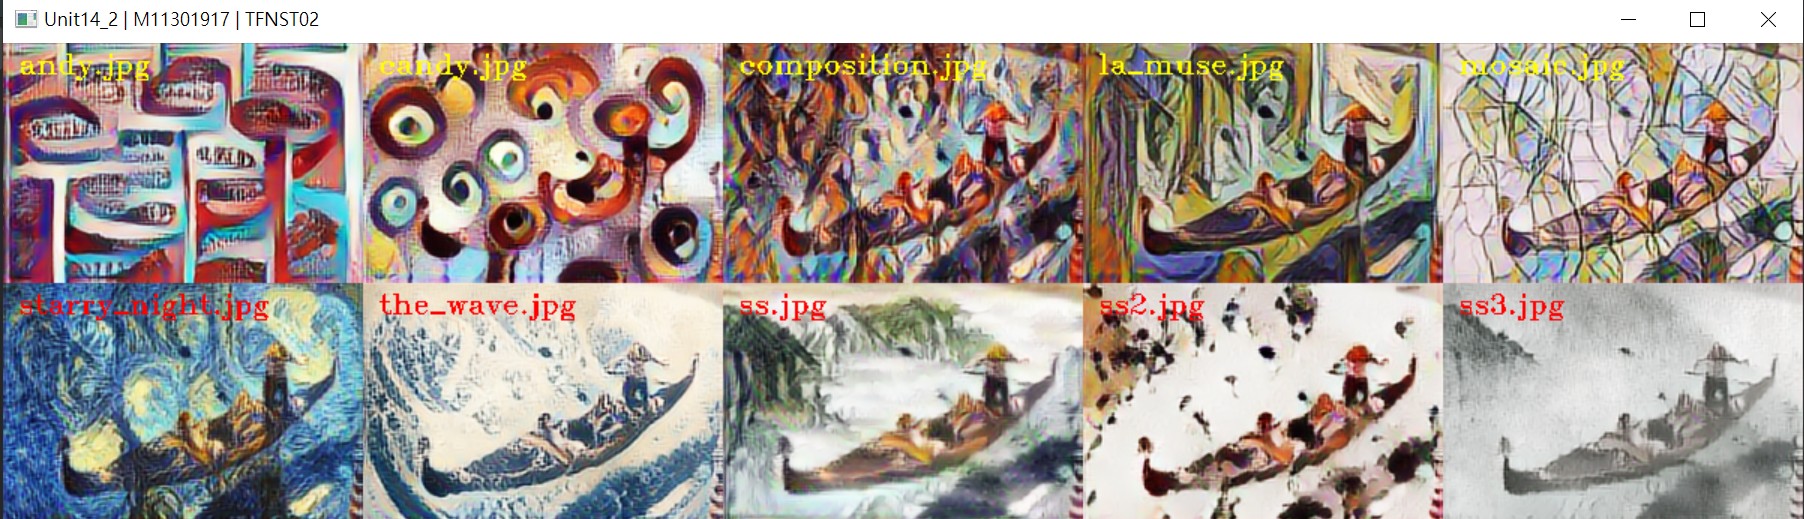 Unit14_2 | M11301917 | TFNST02
andy.jpg
candy.jpg
composition.jpg
la_muse.jpg
mosaic.jpg
starry_night.jpg
the_wave.jpg
ss.jpg
ss2.jpg
ss3.jpg